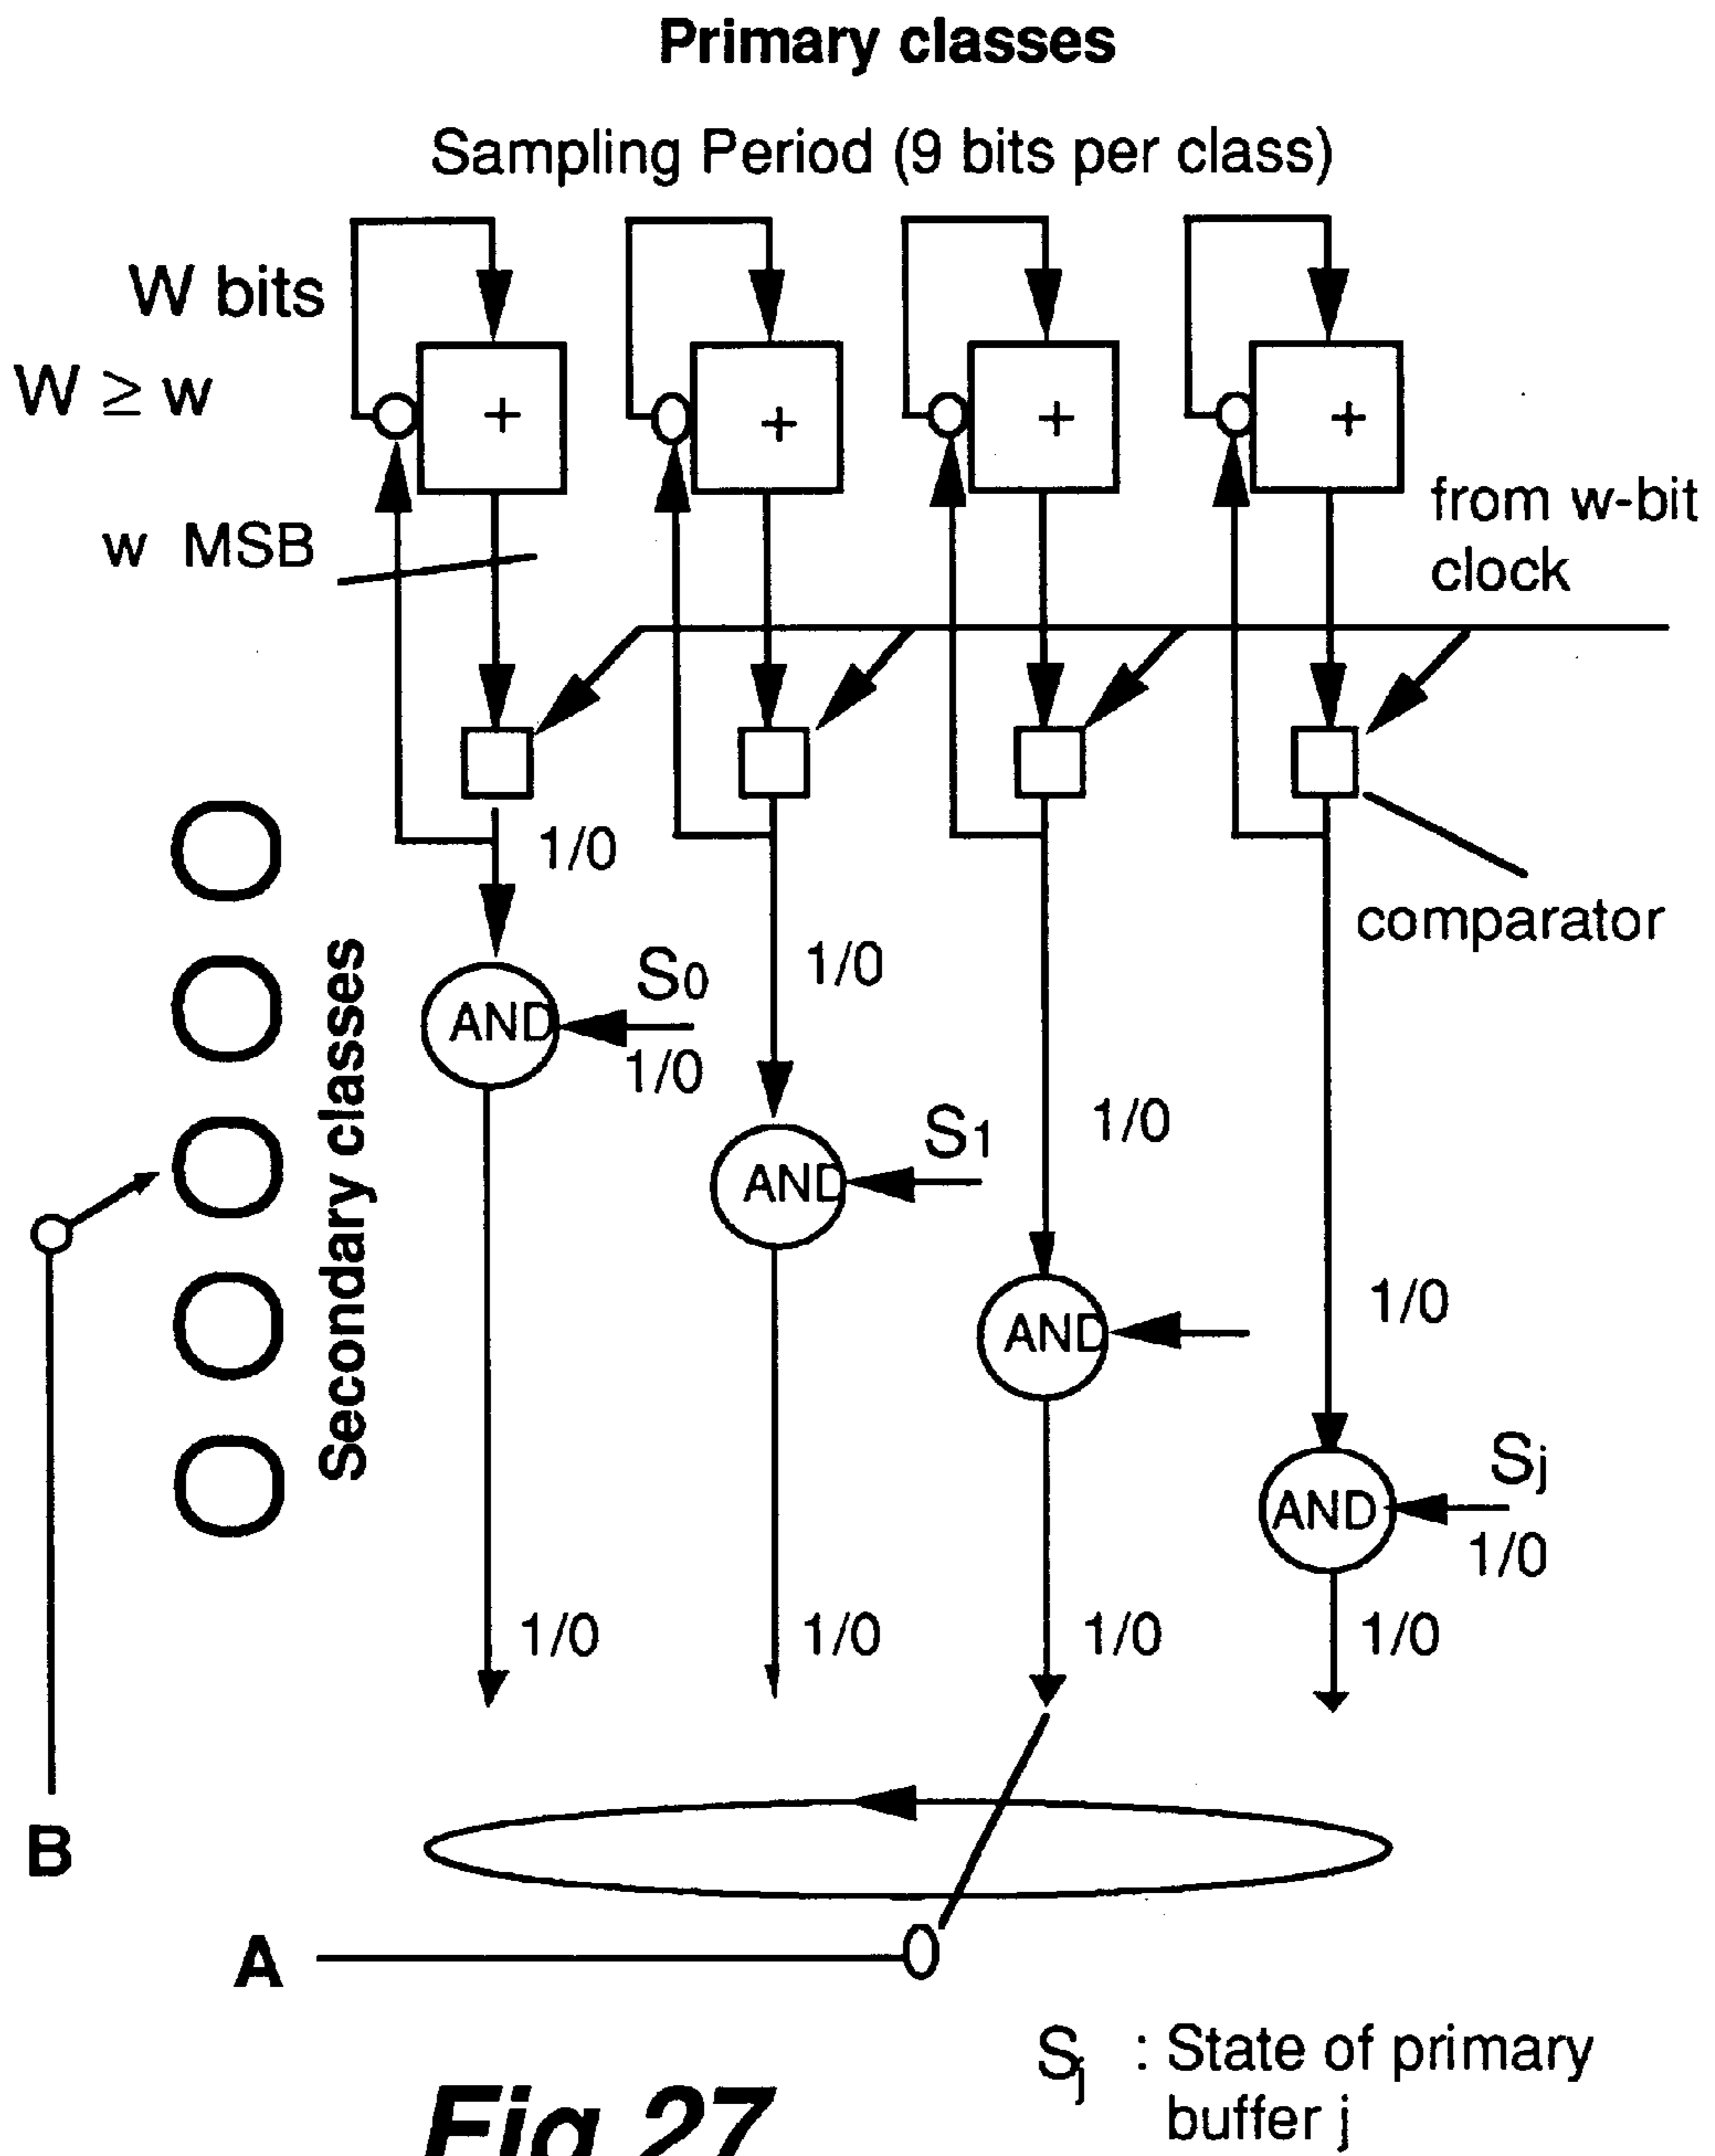 Primary classes
Sampling Period (9 bits per class)
W bits
W ≥ w
+
+
+
+
from w-bit
clock
w MSB
1/0
comparator
Secondary classes
AND
S0
1/0
1/0
AND
S1
1/0
AND
1/0
AND
Sj
1/0
1/0
1/0
1/0
1/0
B
A
Sj : State of primary
buffer j
Fig 27